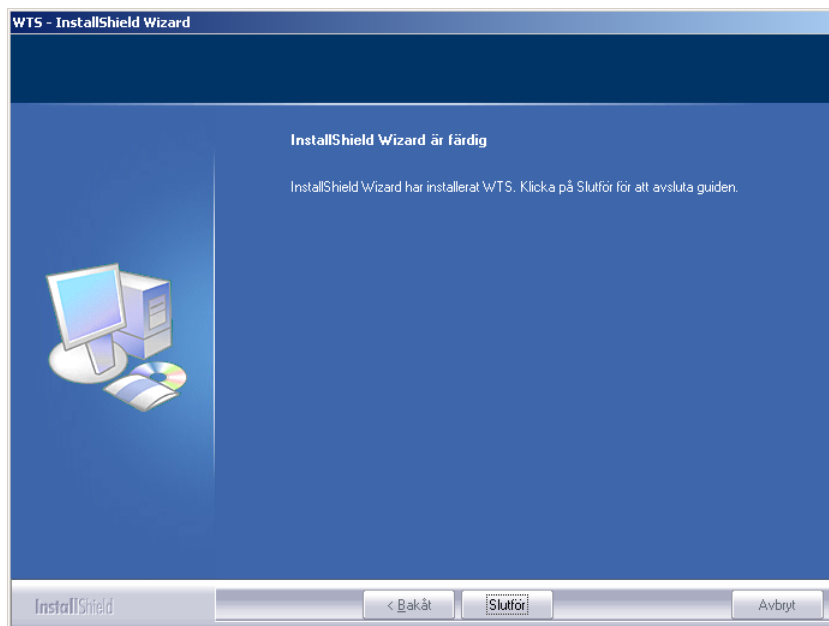 WTS - InstallShield Wizard
InstallShield Wizard är färdig
InstallShield Wizard har installerat WTS. Klicka på Slutför för att avsluta guiden.
InstallShield
< Bakåt
Slutför
Avbryt